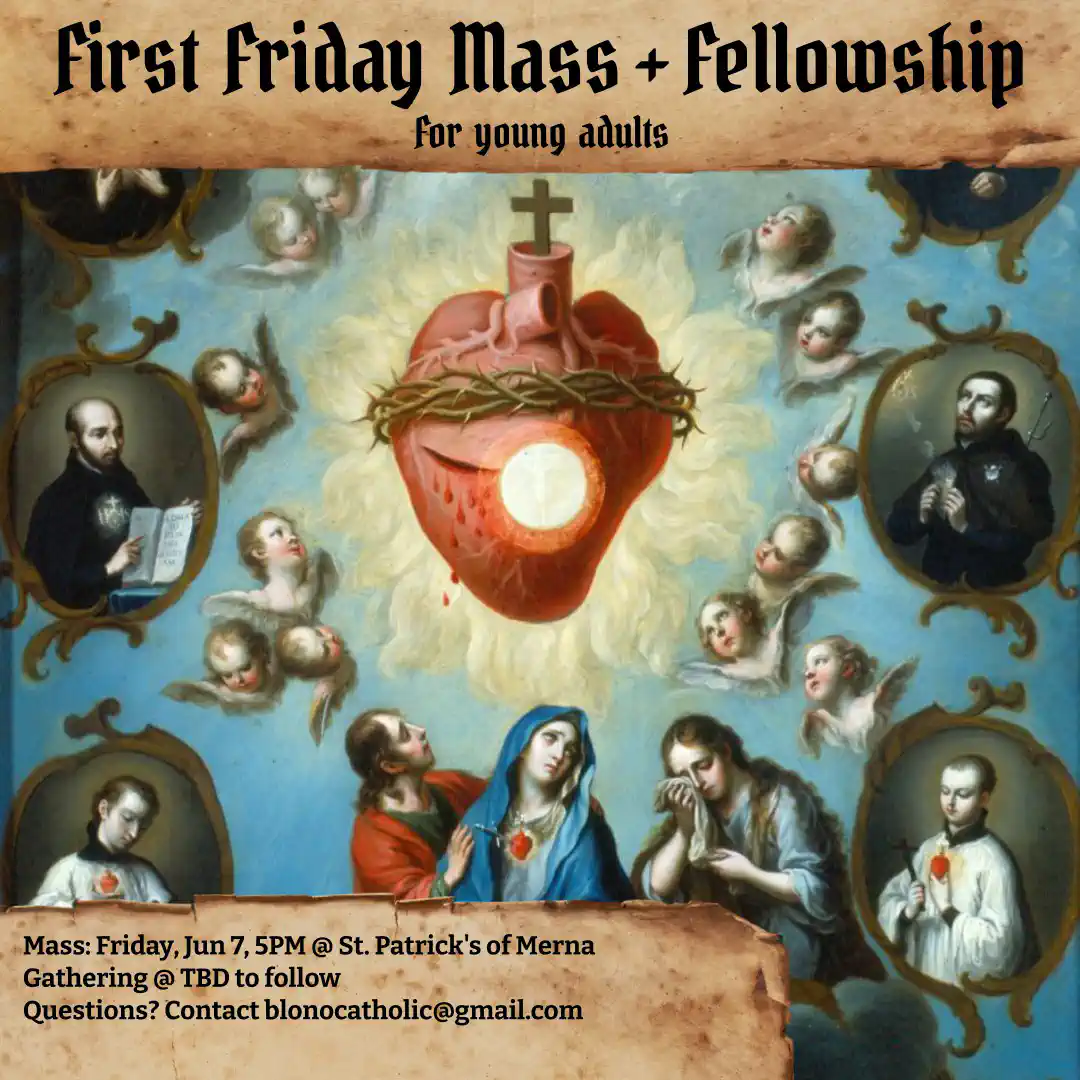 First Friday Mass + Fellowship
For young adults
Mass: Friday, Jun 7, 5PM @ St. Patrick's of Merna
Gathering @ TBD to follow
Questions? Contact blonocatholic@gmail.com